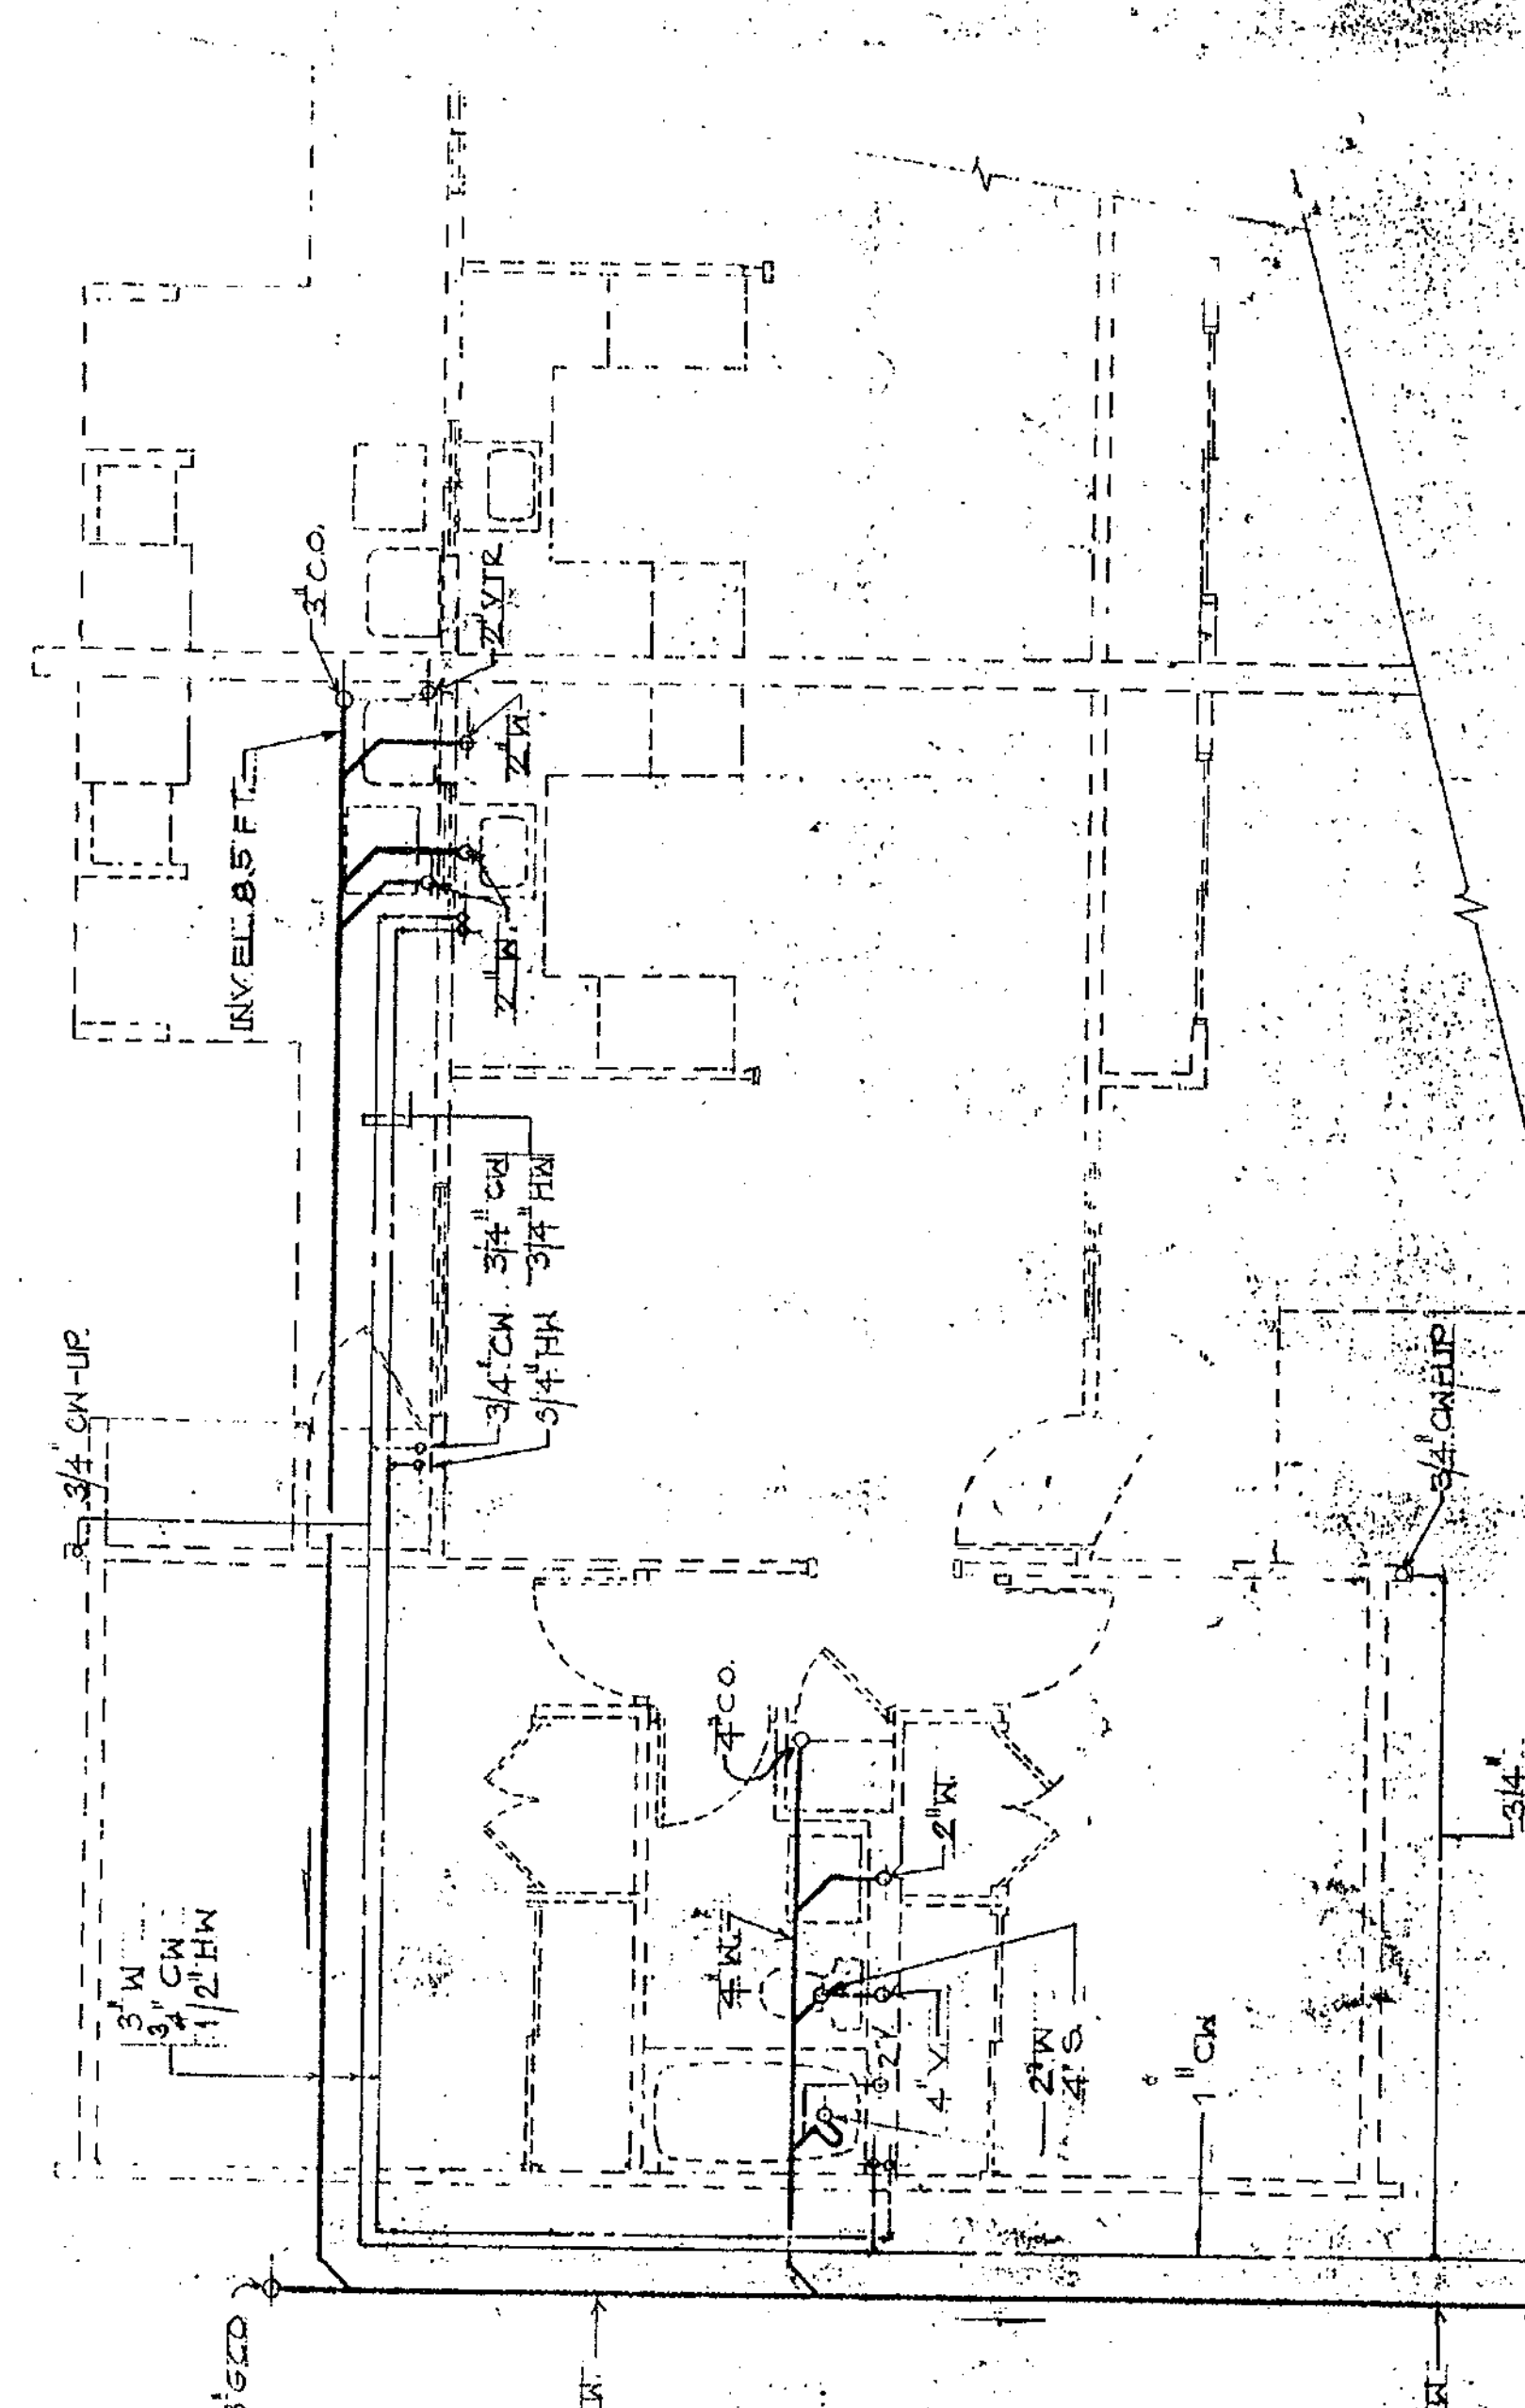 3" C.O.
2" VTR
INV. EL. 8.5 FT.
2" W.
2" W.
3/4" CW
3/4" HW
3/4" CW.
3/4" HW
3/4" CW-UP.
3/4" CW-UP
4" C.O.
2" W.
3/4"
3" W
3/4" CW
1/2" HW
4" W.
2" V.
4" V.
2" W
4" S.
1" CW
GCO
W.
W.